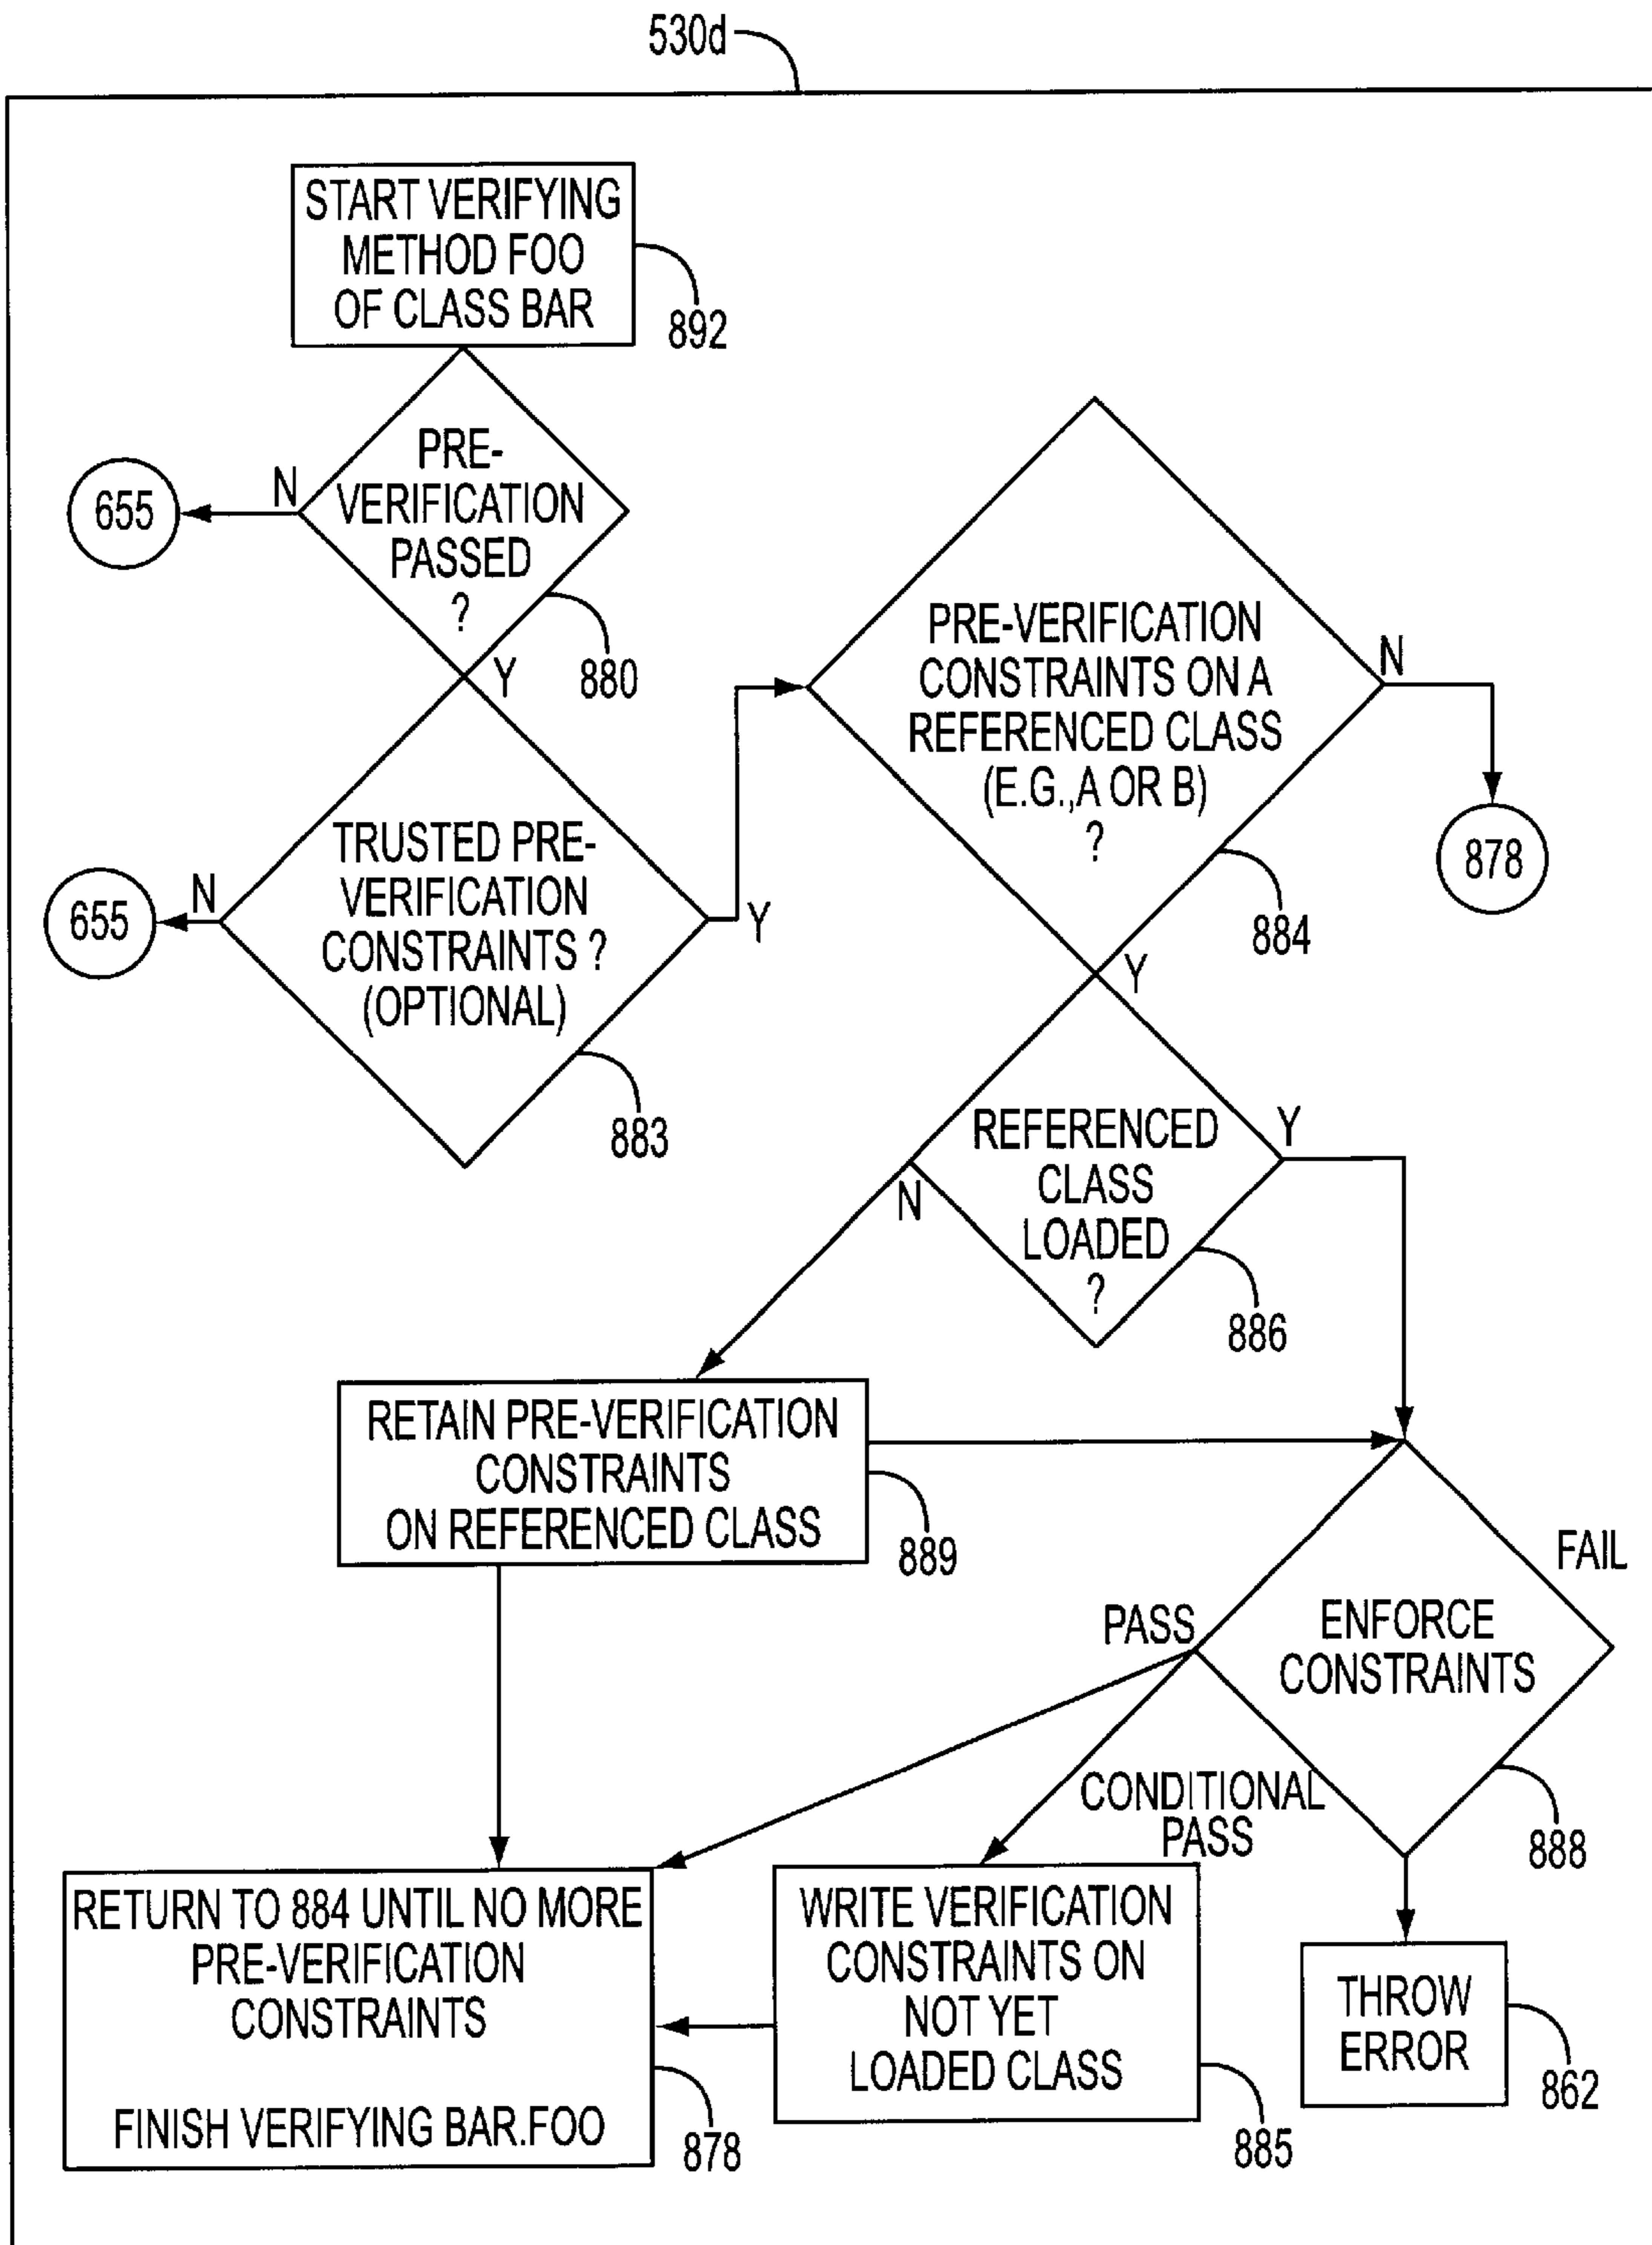 530d
START VERIFYING
METHOD FOO
OF CLASS BAR
892
PRE-
VERIFICATION
PASSED
?
N
655
Y
880
TRUSTED PRE-
VERIFICATION
CONSTRAINTS ?
(OPTIONAL)
N
655
Y
883
PRE-VERIFICATION
CONSTRAINTS ON A
REFERENCED CLASS
(E.G.,A OR B)
?
N
878
884
Y
REFERENCED
CLASS
LOADED
?
Y
N
886
RETAIN PRE-VERIFICATION
CONSTRAINTS
ON REFERENCED CLASS
889
ENFORCE
CONSTRAINTS
FAIL
PASS
CONDITIONAL
PASS
888
RETURN TO 884 UNTIL NO MORE
PRE-VERIFICATION
CONSTRAINTS
FINISH VERIFYING BAR.FOO
878
WRITE VERIFICATION
CONSTRAINTS ON
NOT YET
LOADED CLASS
885
THROW
ERROR
862